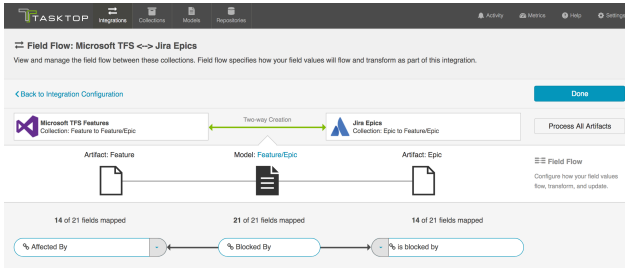 TASKTOP
Integrations
Collections
Models
Repositories
Activity
Metrics
Help
Settings
Field Flow: Microsoft TFS <--> Jira Epics
View and manage the field flow between these collections. Field flow specifies how your field values will flow and transform as part of this integration.
Back to Integration Configuration
Done
Microsoft TFS Features
Collection: Feature to Feature/Epic
Two-way Creation
Jira Epics
Collection: Epic to Feature/Epic
Process All Artifacts
Artifact: Feature
Model: Feature/Epic
Artifact: Epic
Field Flow
Configure how your field values
flow, transform, and update.
14 of 21 fields mapped
21 of 21 fields mapped
14 of 21 fields mapped
Affected By
-
Blocked By
-
is blocked by